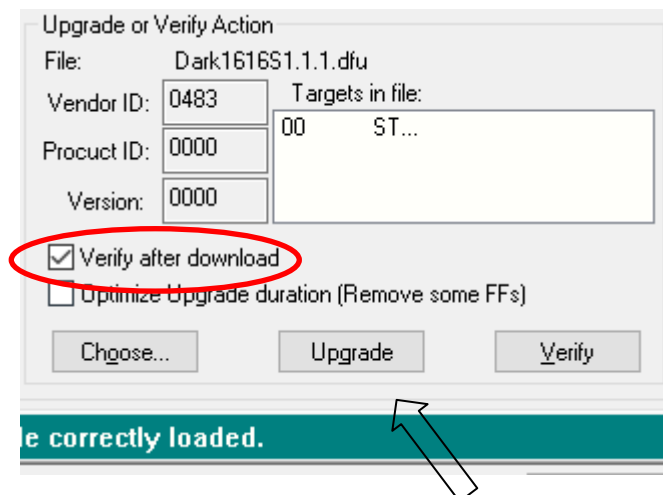 Upgrade or Verify Action
File: Dark1616S1.1.1.dfu
Vendor ID: 0483 Targets in file:
00 ST...
Procuct ID: 0000
Version: 0000
Verify after download
Optimize Upgrade duration (Remove some FFs)
Choose... Upgrade Verify
le correctly loaded.